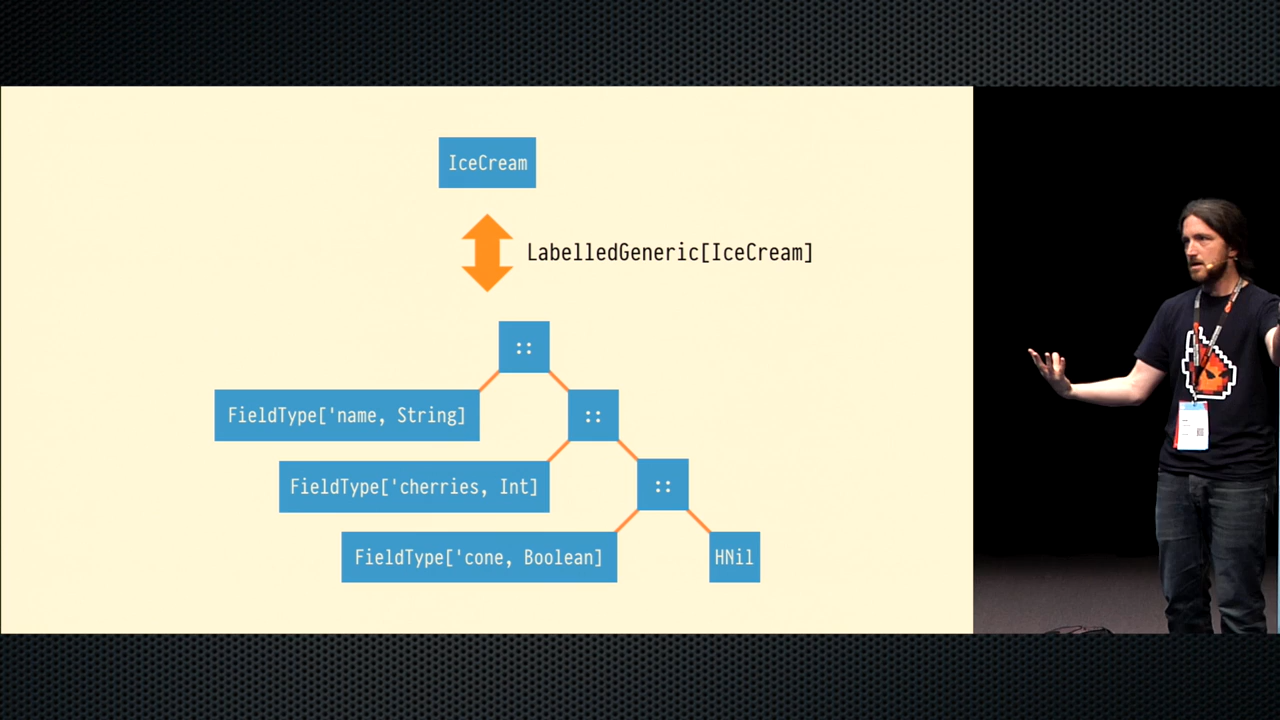 IceCream
LabelledGeneric[IceCream]
::
FieldType['name, String]
::
FieldType['cherries, Int]
::
FieldType['cone, Boolean]
HNil